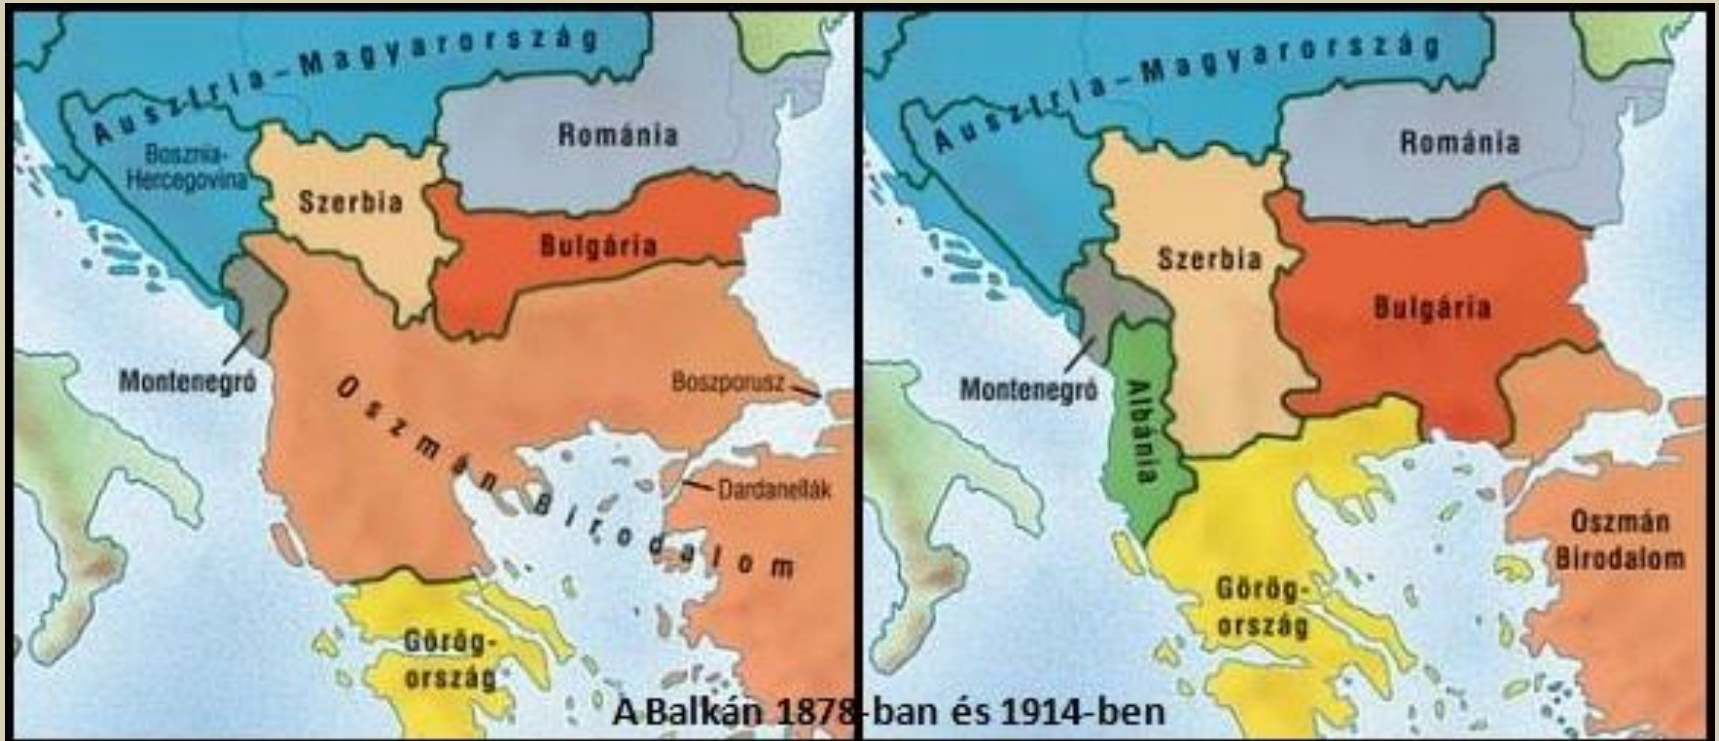 Ausztria-Magyarország
Bosznia-
Hercegovina
Románia
Szerbia
Bulgária
Montenegró
Boszporusz
Oszmán Birodalom
Dardanellák
Görög-
ország
Ausztria-Magyarország
Románia
Szerbia
Bulgária
Montenegró
Albánia
Oszmán
Birodalom
Görög-
ország
A Balkán 1878-ban és 1914-ben